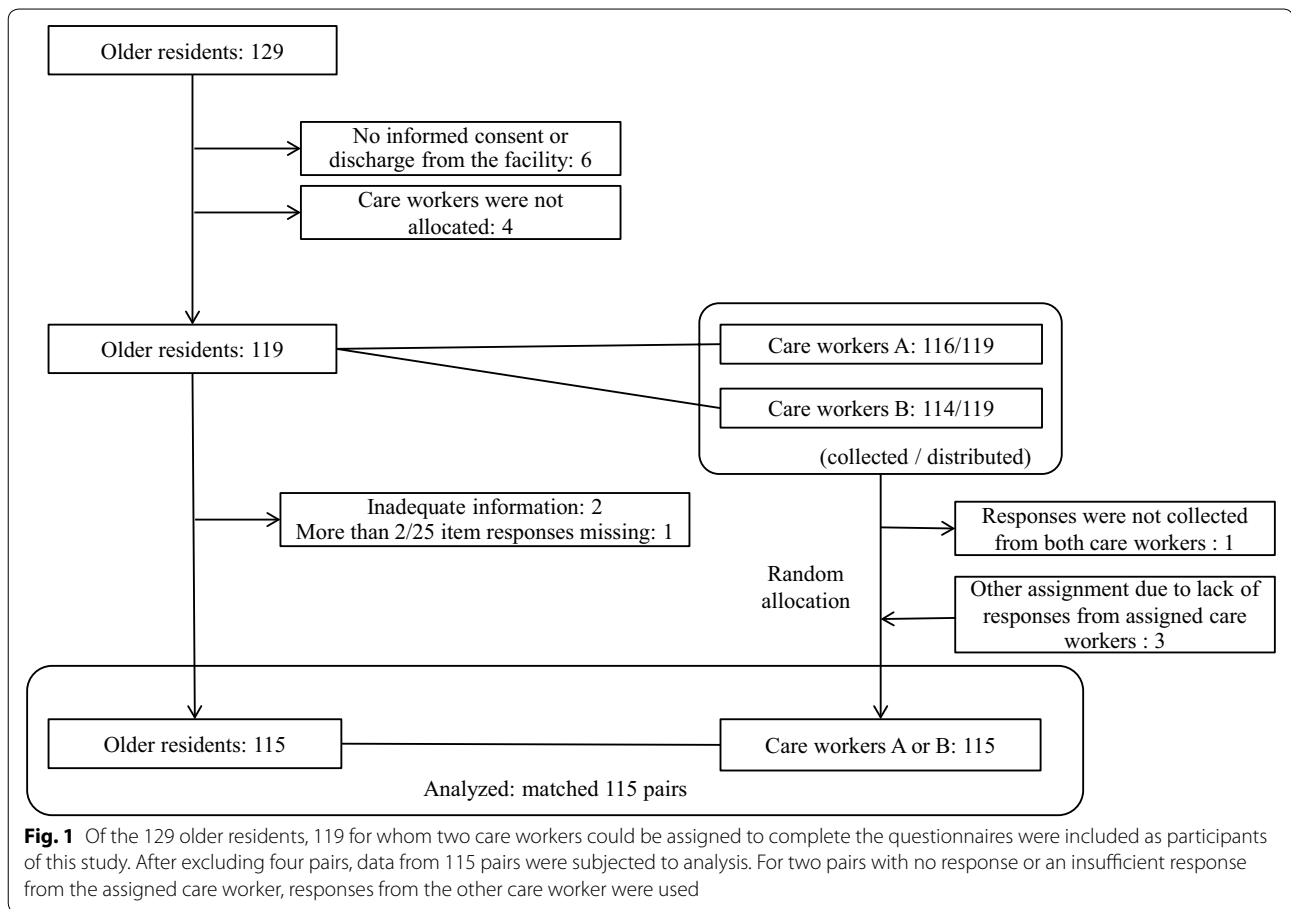 Older residents: 129
No informed consent or
discharge from the facility: 6
Care workers were not
allocated: 4
Older residents: 119
Care workers A: 116/119
Care workers B: 114/119
(collected / distributed)
Inadequate information: 2
More than 2/25 item responses missing: 1
Responses were not collected
from both care workers : 1
Random
allocation
Other assignment due to lack of
responses from assigned care
workers : 3
Older residents: 115
Care workers A or B: 115
Analyzed: matched 115 pairs
Fig. 1 Of the 129 older residents, 119 for whom two care workers could be assigned to complete the questionnaires were included as participants
of this study. After excluding four pairs, data from 115 pairs were subjected to analysis. For two pairs with no response or an insufficient response
from the assigned care worker, responses from the other care worker were used